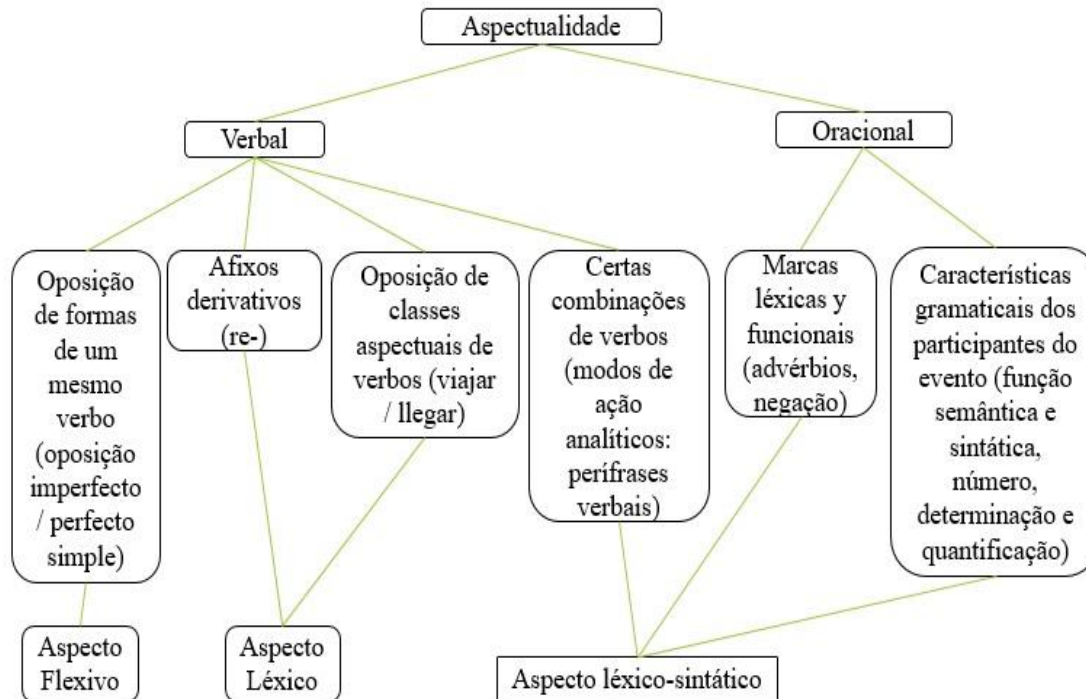 Aspectualidade
Verbal
Oracional
Oposição
de formas
de um
mesmo
verbo
(oposição
imperfecto
/ perfecto
simple)
Afixos
derivativos
(re-)
Oposição de
classes
aspectuais de
verbos (viajar
/ llegar)
Certas
combinações
de verbos
(modos de
ação
analíticos:
perífrases
verbais)
Marcas
léxicas y
funcionais
(advérbios,
negação)
Características
gramaticais dos
participantes do
evento (função
semântica e
sintática,
número,
determinação e
quantificação)
Aspecto
Flexivo
Aspecto
Léxico
Aspecto léxico-sintático